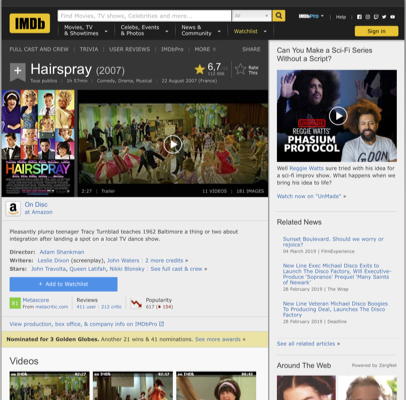 IMDb
Find Movies, TV shows, Celebrities and more...
All
IMDbPro
Help
Movies, TV
& Showtimes
Celebs, Events
& Photos
News &
Community
Watchlist
Sign in
FULL CAST AND CREW | TRIVIA | USER REVIEWS | IMDbPro | MORE
SHARE
Hairspray (2007)
Tous publics | 1h 57min | Comedy, Drama, Musical | 22 August 2007 (France)
6,7
Rate
This
HAIRSPRAY
2:27 | Trailer
11 VIDEOS | 181 IMAGES
On Disc
at Amazon
Pleasantly plump teenager Tracy Turnblad teaches 1962 Baltimore a thing or two about
integration after landing a spot on a local TV dance show.
Director: Adam Shankman
Writers: Leslie Dixon (screenplay), John Waters | 2 more credits »
Stars: John Travolta, Queen Latifah, Nikki Blonsky | See full cast & crew »
+ Add to Watchlist
81
Metascore
From metacritic.com
Reviews
411 user | 212 critic
Popularity
617
View production, box office, & company info on IMDbPro
Nominated for 3 Golden Globes. Another 21 wins & 41 nominations. See more awards »
Videos
Can You Make a Sci-Fi Series
Without a Script?
REGGIE WATTS'
PHASIUM
PROTOCOL
Well Reggie Watts sure tried with his idea for
a sci-fi improv show. What happens when we
bring his idea to life?
Watch now on "UnMade" »
Related News
Sunset Boulevard. Should we worry or
rejoice?
04 March 2019 | FilmExperience
New Line Exec Michael Disco Exits to
Launch The Disco Factory, Will Executive-
Produce 'Sopranos' Prequel 'Many Saints
of Newark'
28 February 2019 | The Wrap
New Line Veteran Michael Disco Boogies
To Producing Deal, Launches The Disco
Factory
28 February 2019 | Deadline
See all related articles »
Around The Web
Powered by ZergNet